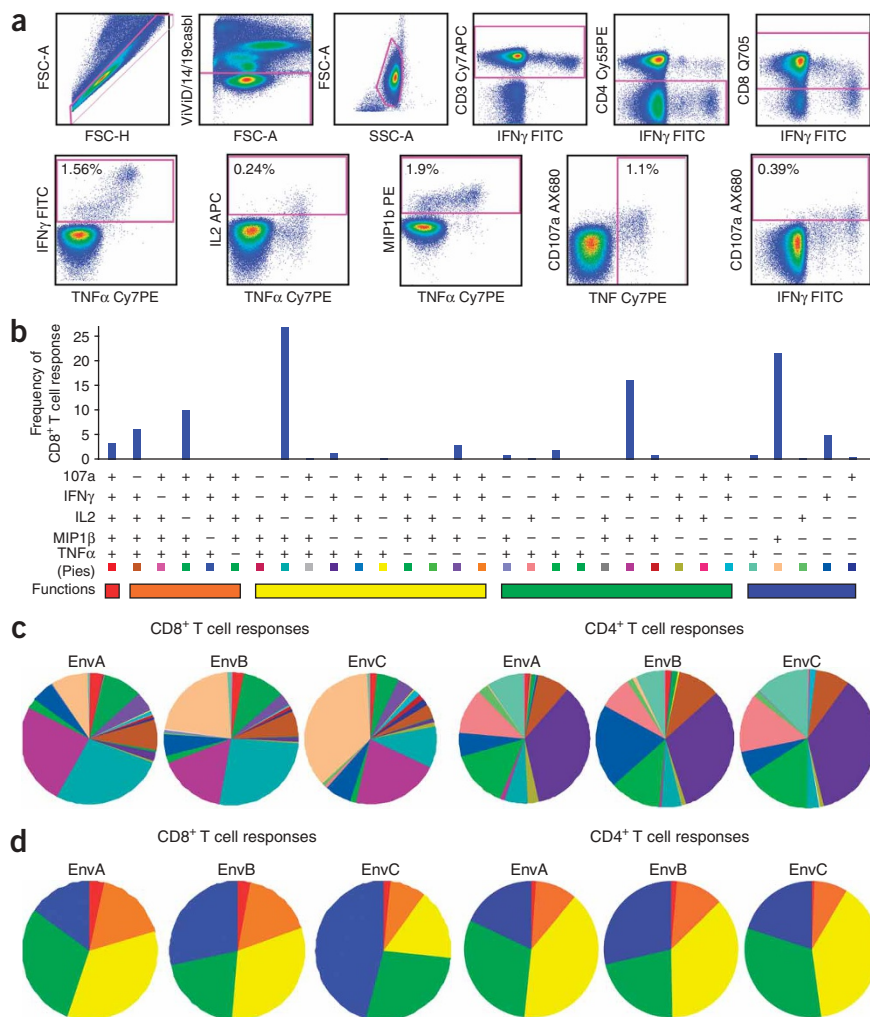 a
FSC-A
FSC-H
ViViD/14/19casbl
FSC-A
FSC-A
SSC-A
CD3 Cy7 APC
IFNγ FITC
CD4 Cy55PE
IFNγ FITC
CD8 Q705
IFNγ FITC
1.56%
IFNγ FITC
TNFα Cy7PE
0.24%
IL2 APC
TNFα Cy7PE
1.9%
MIP1b PE
TNFα Cy7PE
1.1%
CD107a AX680
TNF Cy7PE
0.39%
CD107a AX680
IFNγ FITC
b
Frequency of
CD8+ T cell response
25
20
15
10
5
0
107a + – + + + + – – + – + + + + + – – – – + – – + – + + – – – – +
IFNγ + + – + + + – + – + – + + – + + – – + – – + – + – + – – – + –
IL2 + + + – + + + – – + + – + + – + – + – – + – – + + – – – + – –
MIP1β + + + + – + + + + – – – + + + – + – – – + + + – – – – + – – –
TNFα + + + + + – + + + + + + – – – – + + + + – – – – – – + – – – –
(Pies)
Functions
c
CD8+ T cell responses
CD4+ T cell responses
EnvA
EnvB
EnvC
EnvA
EnvB
EnvC
d
CD8+ T cell responses
CD4+ T cell responses
EnvA
EnvB
EnvC
EnvA
EnvB
EnvC